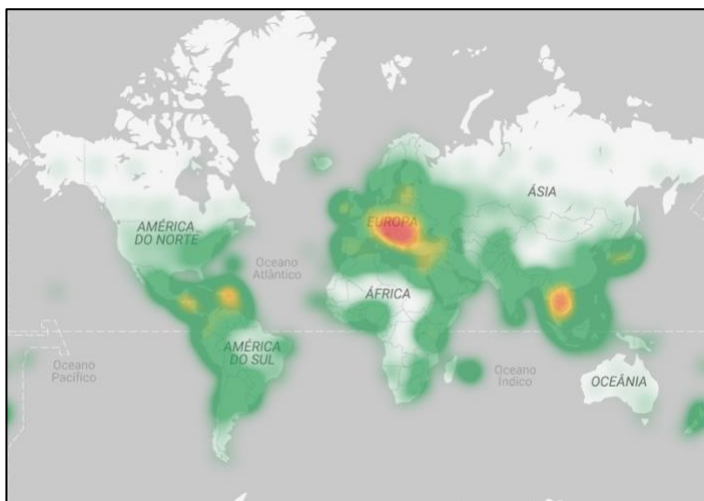 ÁSIA
EUROPA
AMÉRICA
DO NORTE
Oceano
Atlântico
ÁFRICA
AMÉRICA
DO SUL
Oceano
Pacífico
Oceano
Índico
OCEÂNIA